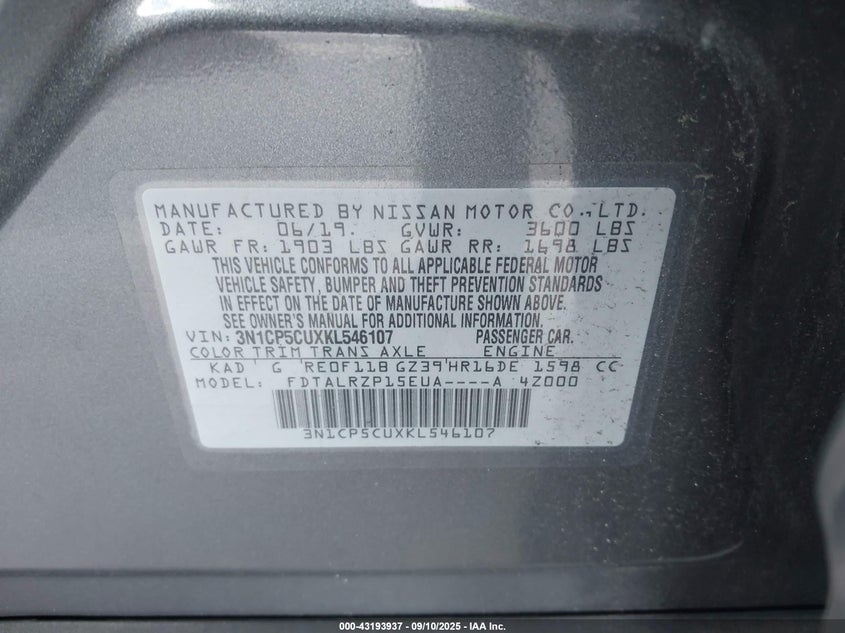 MANUFACTURED BY NISSAN MOTOR CO., LTD.
DATE: 06/19. GVWR: 3600 LBS
GAWR FR: 1903 LBS GAWR RR: 1698 LBS
THIS VEHICLE CONFORMS TO ALL APPLICABLE FEDERAL MOTOR
VEHICLE SAFETY, BUMPER AND THEFT PREVENTION STANDARDS
IN EFFECT ON THE DATE OF MANUFACTURE SHOWN ABOVE.
SEE OWNER'S MANUAL FOR ADDITIONAL INFORMATION.
VIN: 3N1CP5CUXKL546107 PASSENGER CAR.
COLOR TRIM TRANS AXLE ENGINE
KAD G RE0F11B GZ39 HR16DE 1598 CC
MODEL: FDTALRZP15EUA----A 4Z000
3N1CP5CUXKL546107
000-43193937 - 09/10/2025 - IAA Inc.